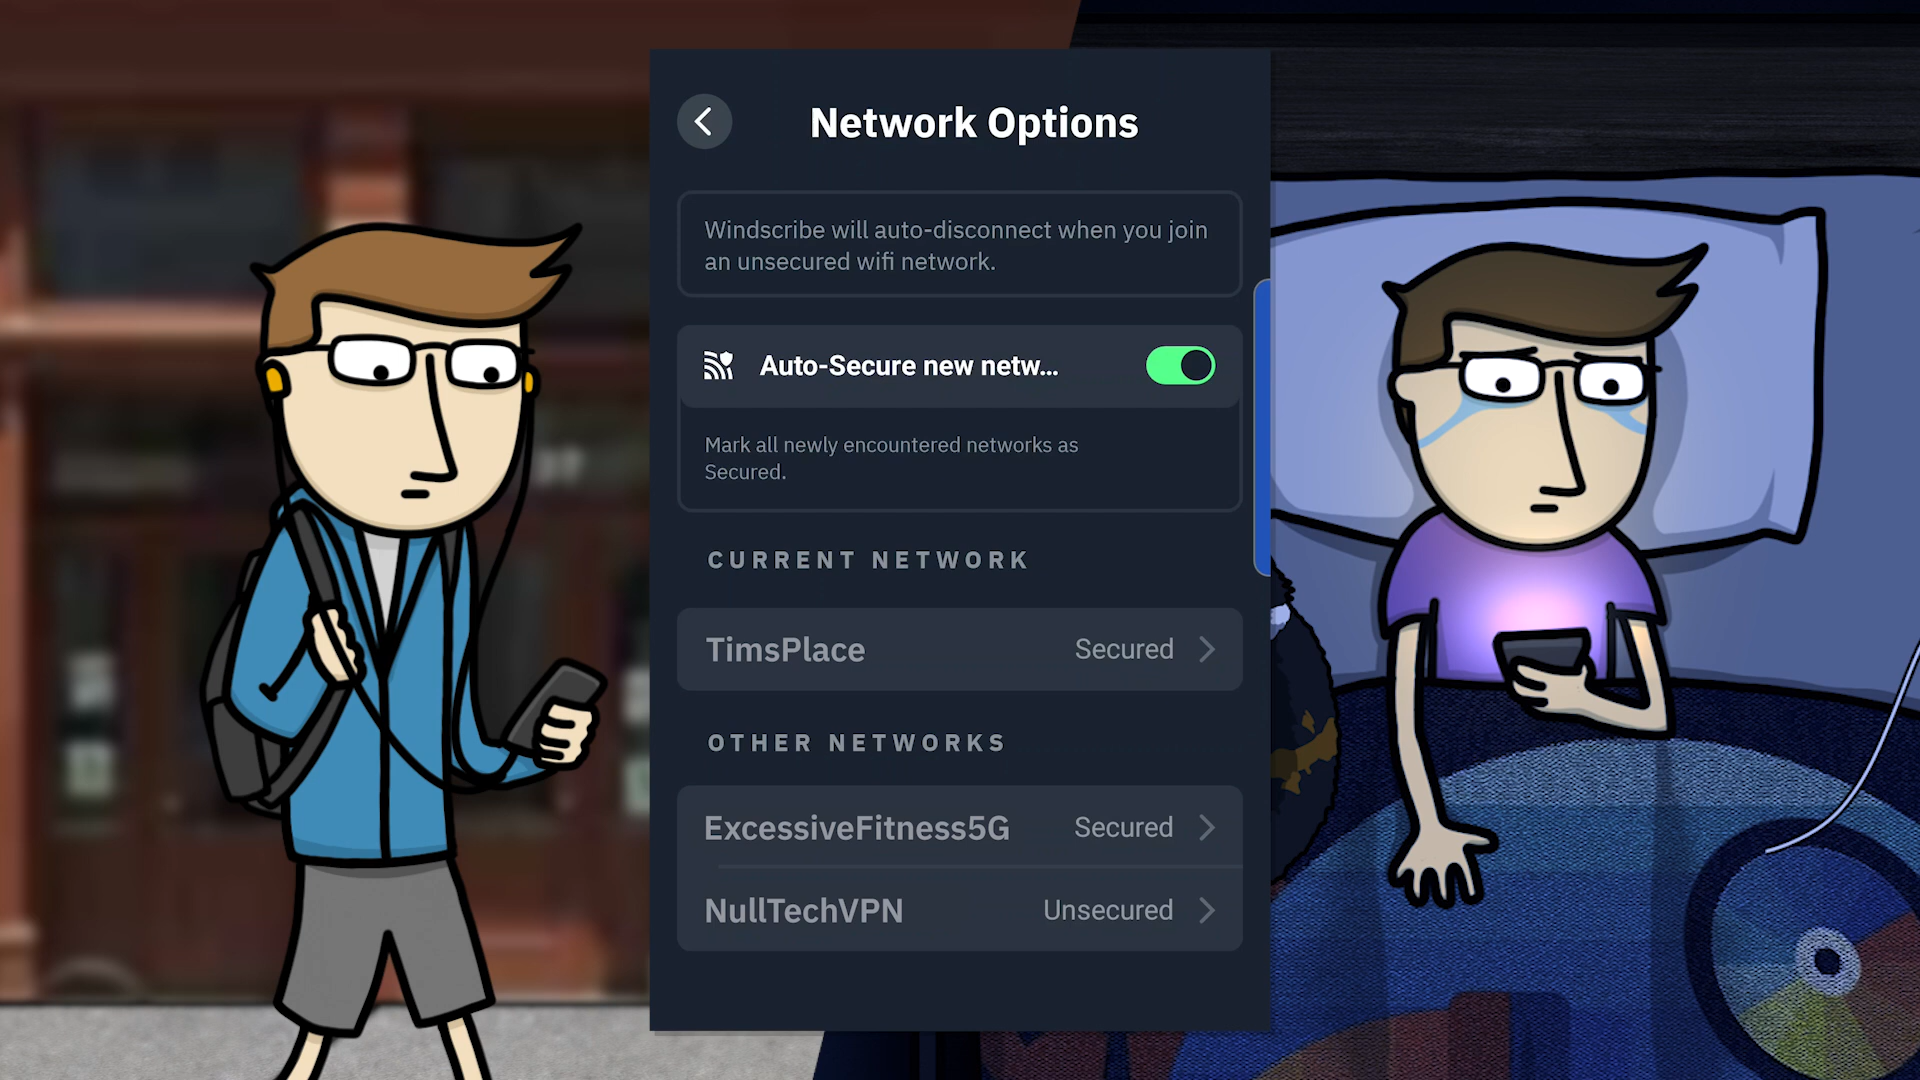 Network Options
Windscribe will auto-disconnect when you join
an unsecured wifi network.
Auto-Secure new netw...
Mark all newly encountered networks as
Secured.
CURRENT NETWORK
TimsPlace Secured
OTHER NETWORKS
ExcessiveFitness5G Secured
NullTechVPN Unsecured